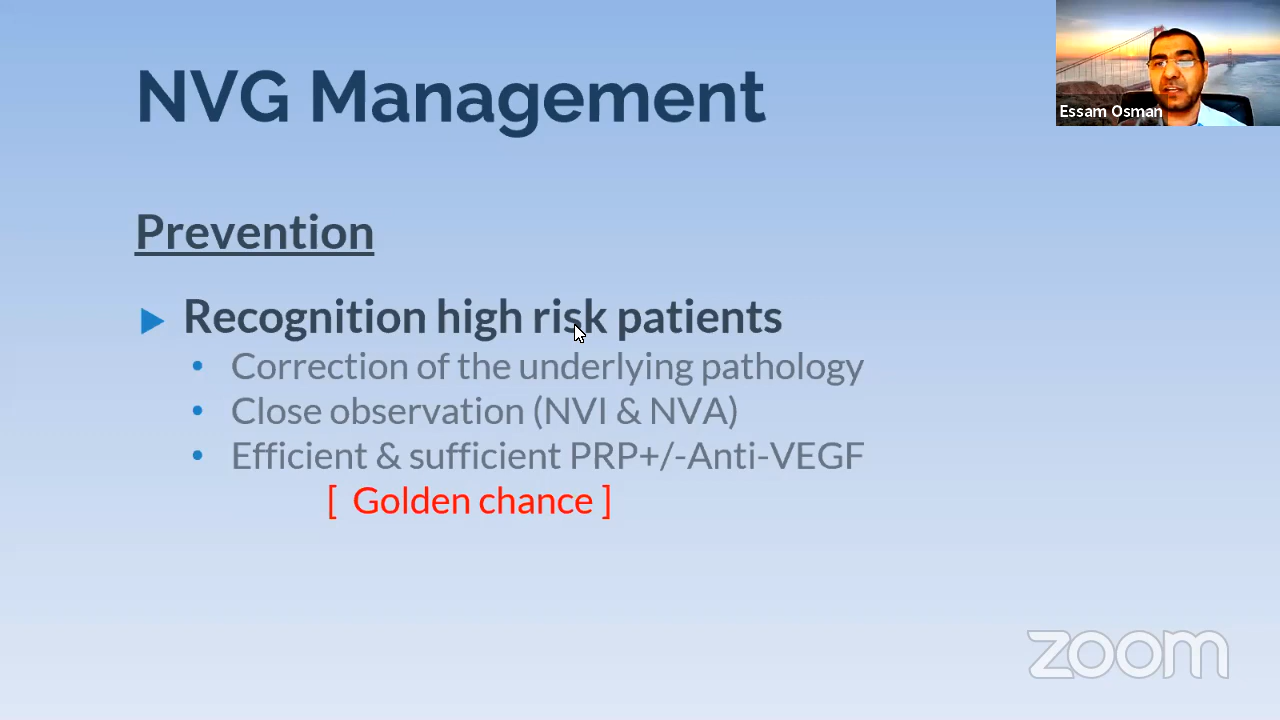 NVG Management
Essam Osman
Prevention
Recognition high risk patients
• Correction of the underlying pathology
• Close observation (NVI & NVA)
• Efficient & sufficient PRP+/-Anti-VEGF
[ Golden chance ]
zoom